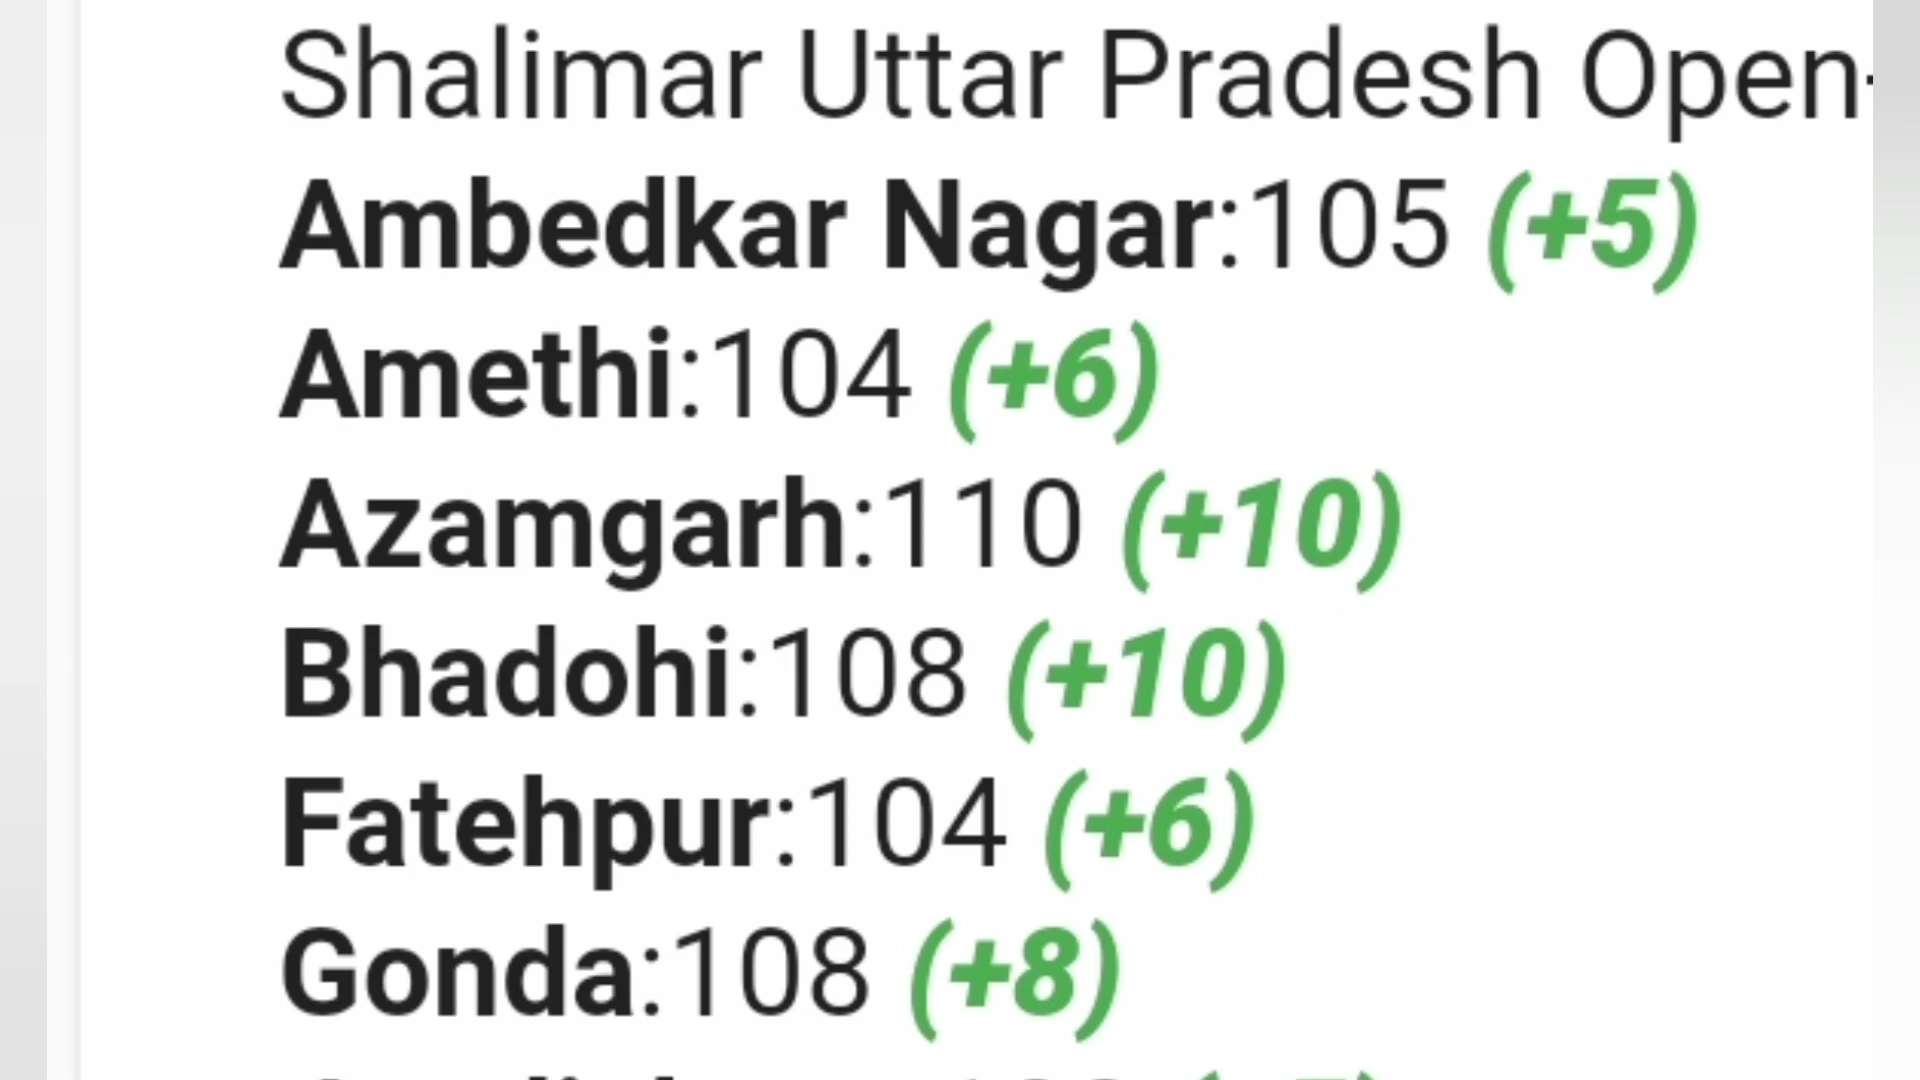 Shalimar Uttar Pradesh Open-
Ambedkar Nagar:105 (+5)
Amethi:104 (+6)
Azamgarh:110 (+10)
Bhadohi:108 (+10)
Fatehpur:104 (+6)
Gonda:108 (+8)